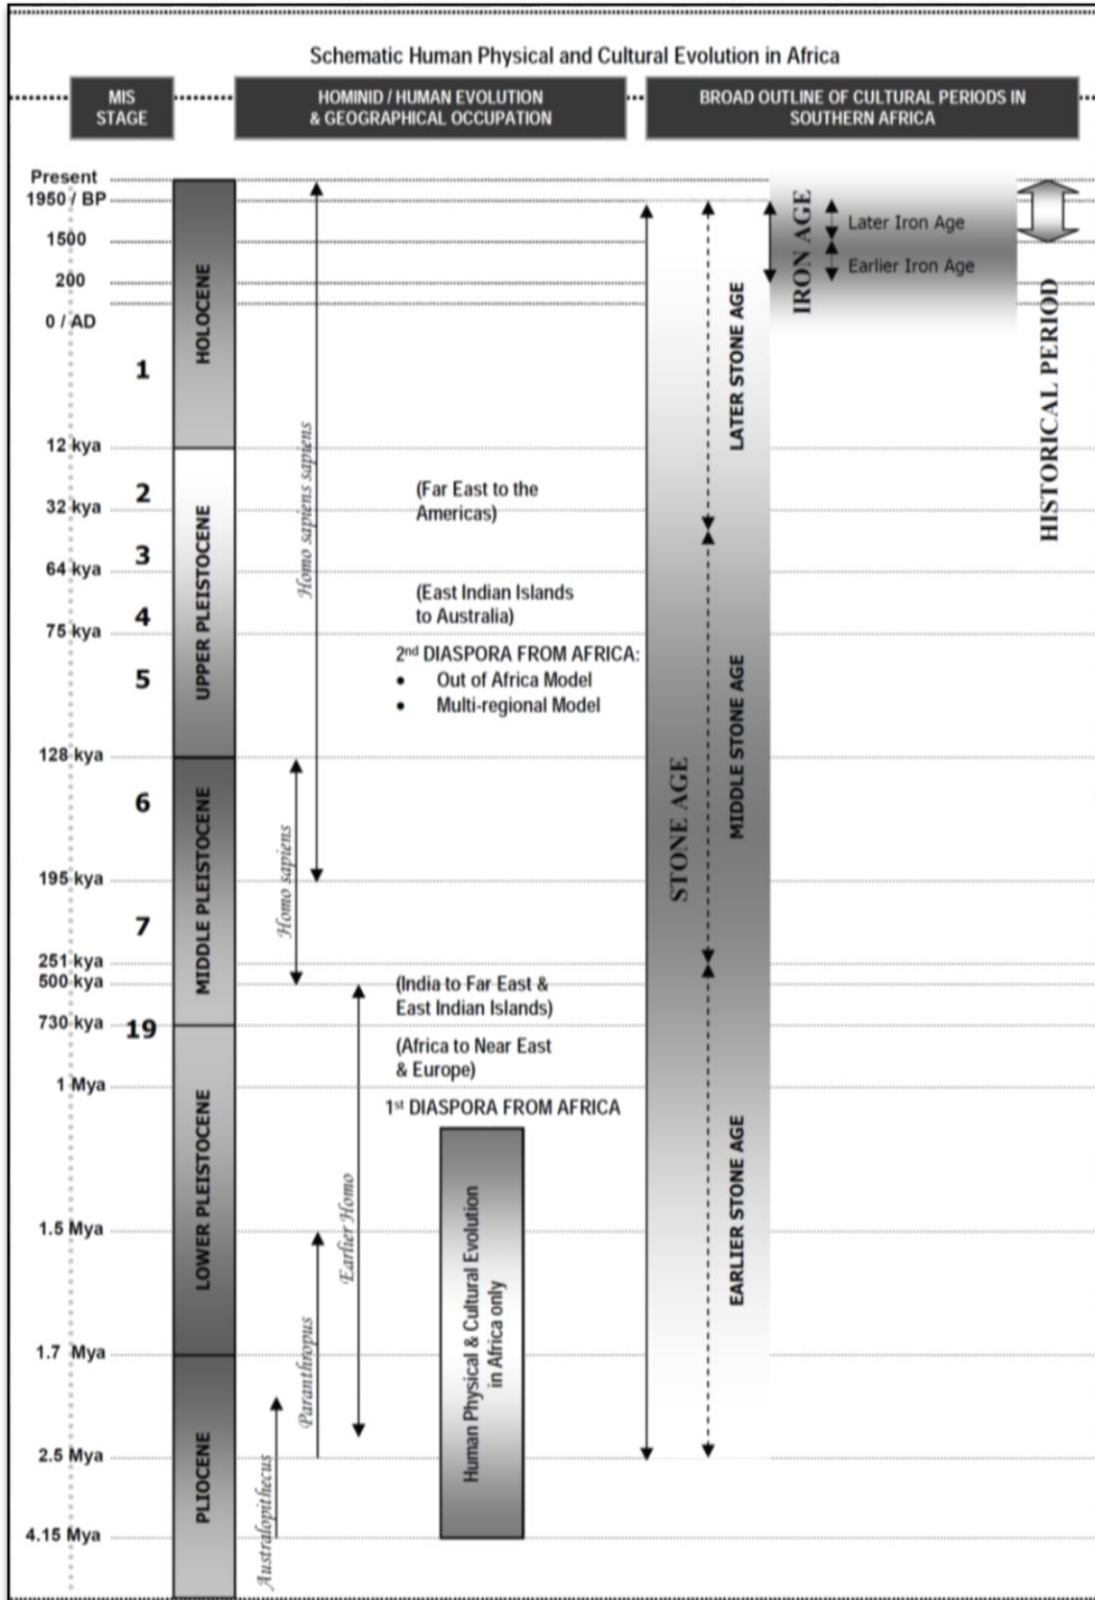 Schematic Human Physical and Cultural Evolution in Africa
MIS
STAGE
HOMINID / HUMAN EVOLUTION
& GEOGRAPHICAL OCCUPATION
BROAD OUTLINE OF CULTURAL PERIODS IN
SOUTHERN AFRICA
Present
1950 / BP
1500
200
0 / AD
12 kya
32 kya
64 kya
75 kya
128 kya
195 kya
251 kya
500 kya
730 kya
1 Mya
1.5 Mya
1.7 Mya
2.5 Mya
4.15 Mya
1
2
3
4
5
6
7
19
HOLOCENE
UPPER PLEISTOCENE
MIDDLE PLEISTOCENE
LOWER PLEISTOCENE
PLIOCENE
Homo sapiens sapiens
Homo sapiens
Earlier Homo
Paranthropus
Australopithecus
(Far East to the
Americas)
(East Indian Islands
to Australia)
2nd DIASPORA FROM AFRICA:
• Out of Africa Model
• Multi-regional Model
(India to Far East &
East Indian Islands)
(Africa to Near East
& Europe)
1st DIASPORA FROM AFRICA
Human Physical & Cultural Evolution
in Africa only
STONE AGE
LATER STONE AGE
MIDDLE STONE AGE
EARLIER STONE AGE
IRON AGE
Later Iron Age
Earlier Iron Age
HISTORICAL PERIOD